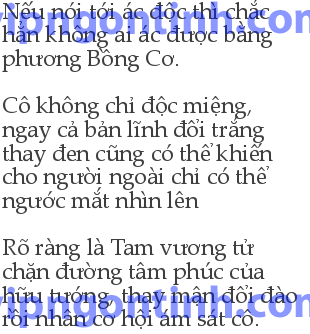 Nếu nói tới ác độc thì chắc
hẳn không ai ác được bằng
phương Bồng Cơ.
Cô không chỉ độc miệng,
ngay cả bản lĩnh đổi trắng
thay đen cũng có thể khiến
cho người ngoài chỉ có thể
ngước mắt nhìn lên
Rõ ràng là Tam vương tử
chặn đường tâm phúc của
hữu tướng, thay mận đổi đào
rồi nhân cơ hội ám sát cô.